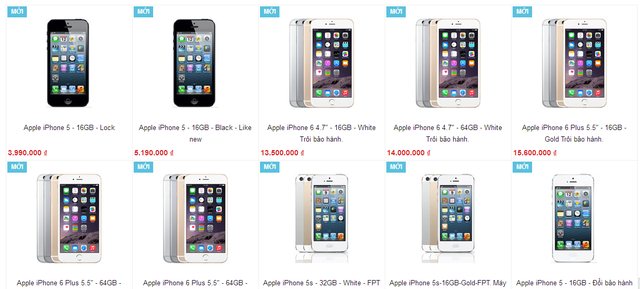 MỚI
MỚI
MỚI
MỚI
MỚI
Apple iPhone 5 - 16GB - Lock
Apple iPhone 5 - 16GB - Black - Like
new
Apple iPhone 6 4.7" - 16GB - White
Trôi bảo hành.
Apple iPhone 6 4.7" - 64GB - White
Trôi bảo hành.
Apple iPhone 6 Plus 5.5" - 16GB -
Gold Trôi bảo hành.
3.990.000 ₫
5.190.000 ₫
13.500.000 ₫
14.000.000 ₫
15.600.000 ₫
MỚI
MỚI
MỚI
MỚI
MỚI
Apple iPhone 6 Plus 5.5" - 64GB -
Apple iPhone 6 Plus 5.5" - 64GB -
Apple iPhone 5s - 32GB - White - FPT
Apple iPhone 5s-16GB-Gold-FPT. Máy
Apple iPhone 5 - 16GB - Đổi bảo hành